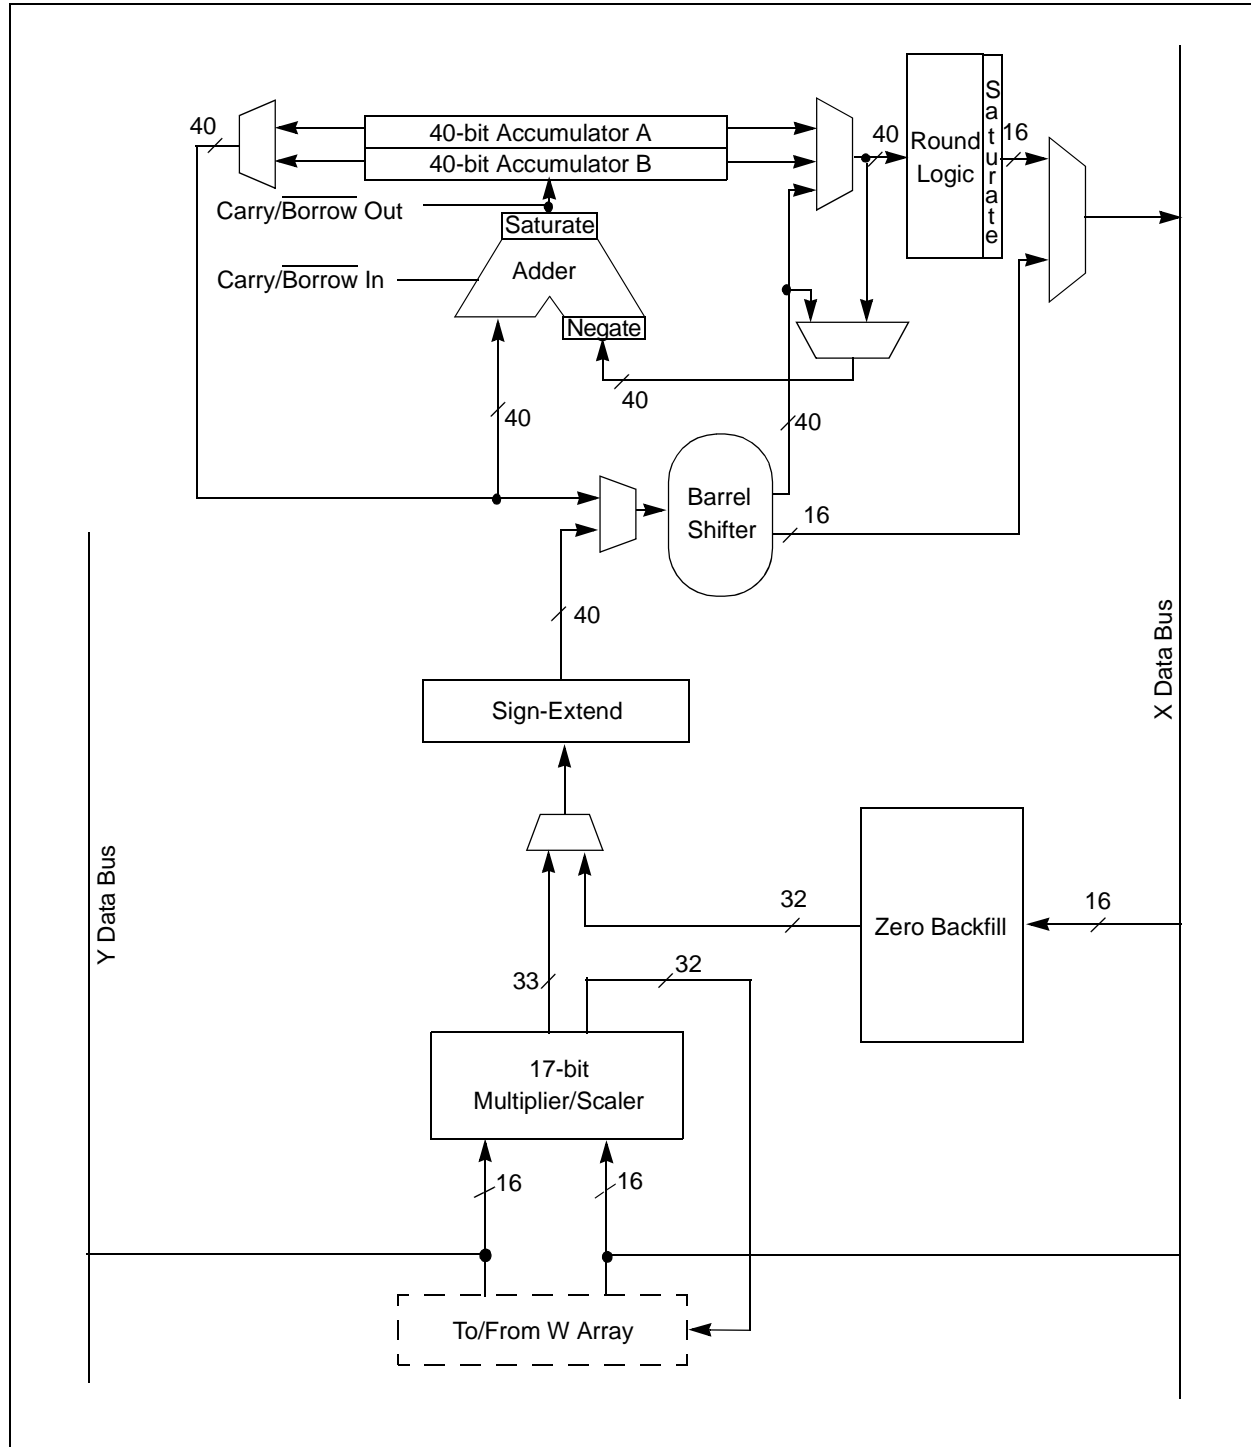 40
40-bit Accumulator A
40-bit Accumulator B
40
Round
Logic
Saturate
16
Carry/Borrow Out
Saturate
Carry/Borrow In
Adder
Negate
40
40
40
Barrel
Shifter
16
40
X Data Bus
Sign-Extend
Y Data Bus
32
Zero Backfill
16
33
32
17-bit
Multiplier/Scaler
16
16
To/From W Array